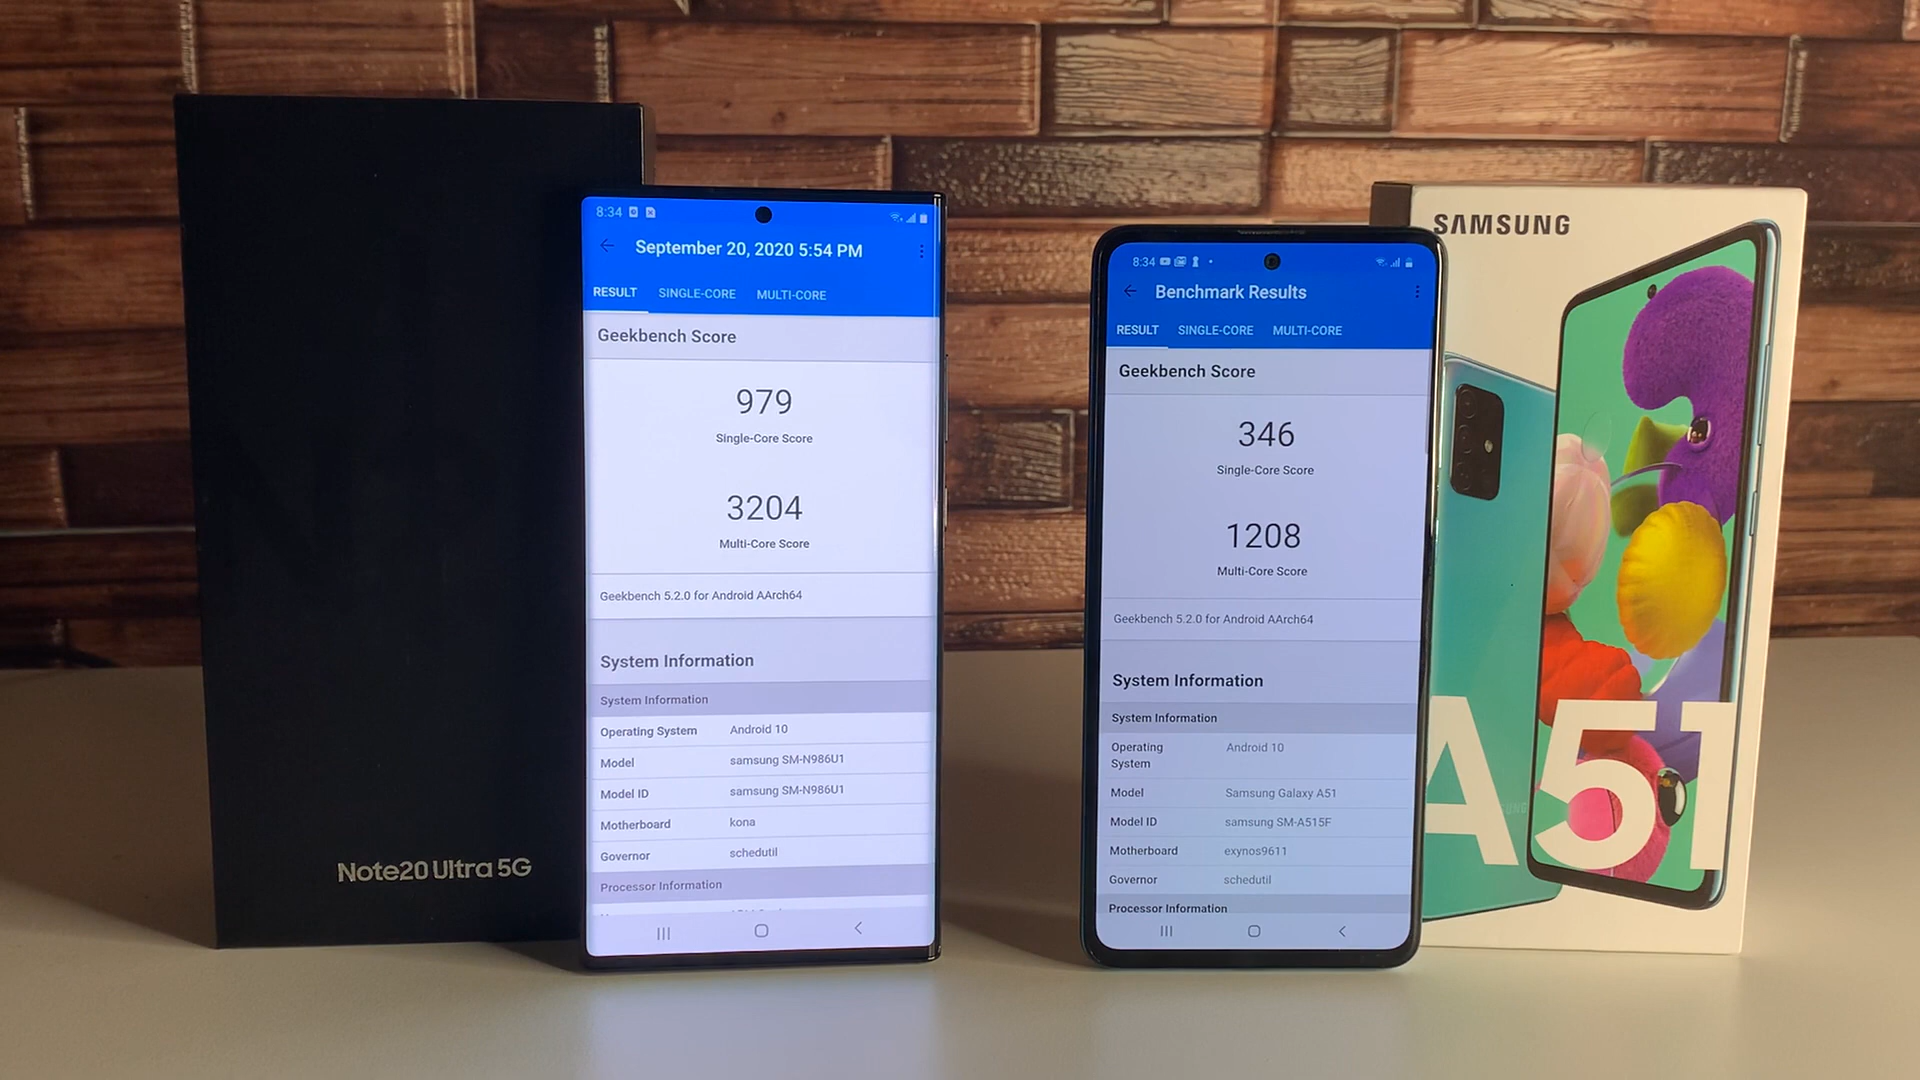 Note20 Ultra 5G
8:34
September 20, 2020 5:54 PM
RESULT SINGLE-CORE MULTI-CORE
Geekbench Score
979
Single-Core Score
3204
Multi-Core Score
Geekbench 5.2.0 for Android AArch64
System Information
System Information
Operating System Android 10
Model samsung SM-N986U1
Model ID samsung SM-N986U1
Motherboard kona
Governor schedutil
Processor Information
8:34
Benchmark Results
RESULT SINGLE-CORE MULTI-CORE
Geekbench Score
346
Single-Core Score
1208
Multi-Core Score
Geekbench 5.2.0 for Android AArch64
System Information
System Information
Operating Android 10
System
Model Samsung Galaxy A51
Model ID samsung SM-A515F
Motherboard exynos9611
Governor schedutil
Processor Information
SAMSUNG
A51